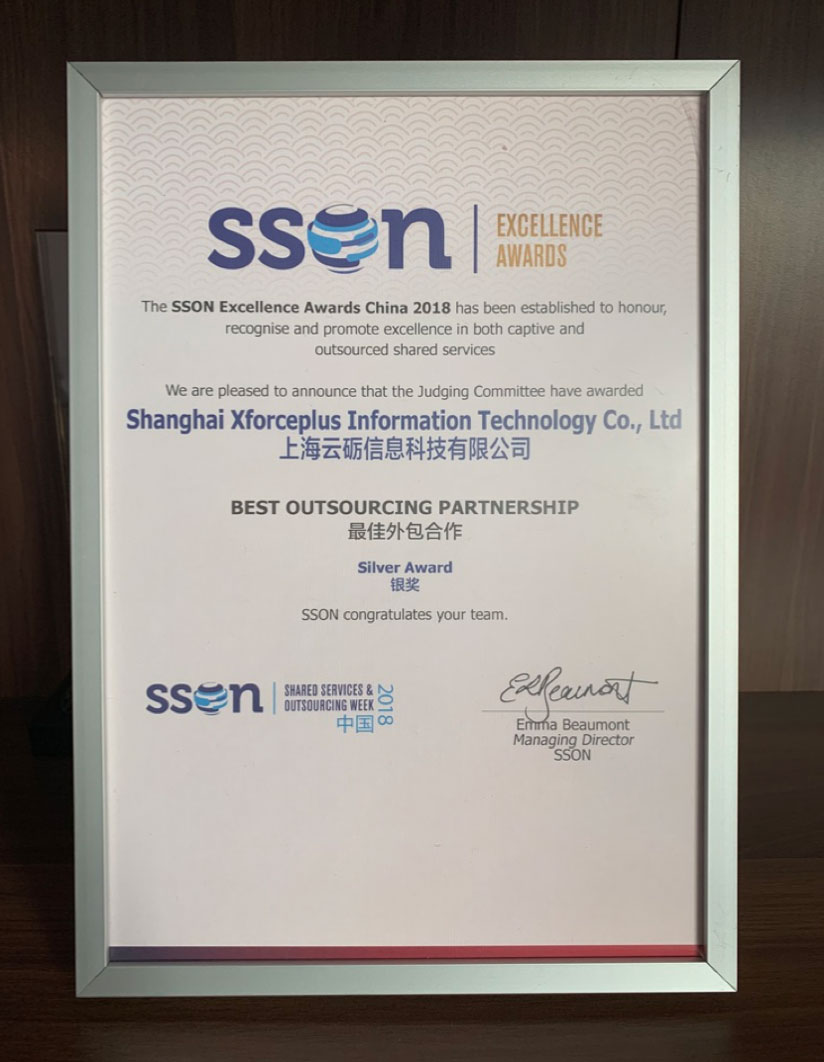 sson
EXCELLENCE
AWARDS
The SSON Excellence Awards China 2018 has been established to honour,
recognise and promote excellence in both captive and
outsourced shared services
We are pleased to announce that the Judging Committee have awarded
Shanghai Xforceplus Information Technology Co., Ltd
上海云砺信息科技有限公司
BEST OUTSOURCING PARTNERSHIP
最佳外包合作
Silver Award
银奖
SSON congratulates your team.
sson
SHARED SERVICES &
OUTSOURCING WEEK
中国
2018
E Beaumont
Emma Beaumont
Managing Director
SSON